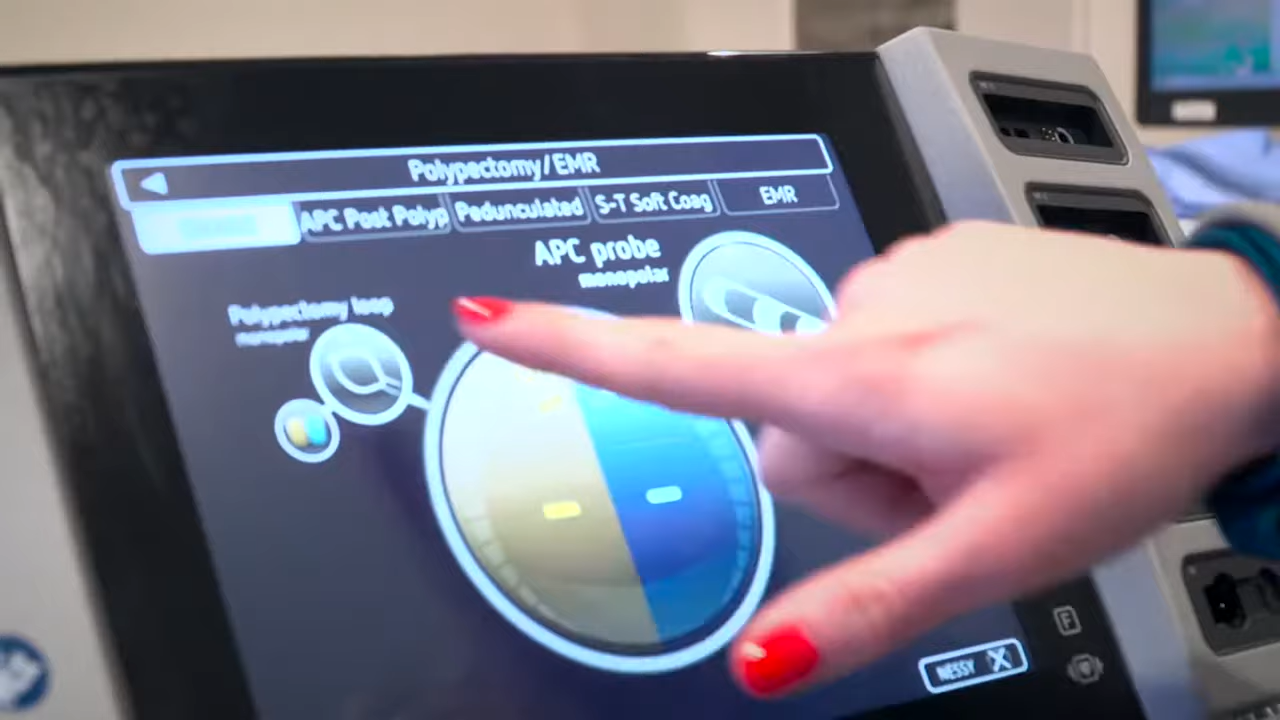 Polypectomy/EMR
APC Post Polyp
Pedunculated
S-T Soft Coag
EMR
APC probe
monopolar
Polypectomy loop
monopolar
NESSY
F